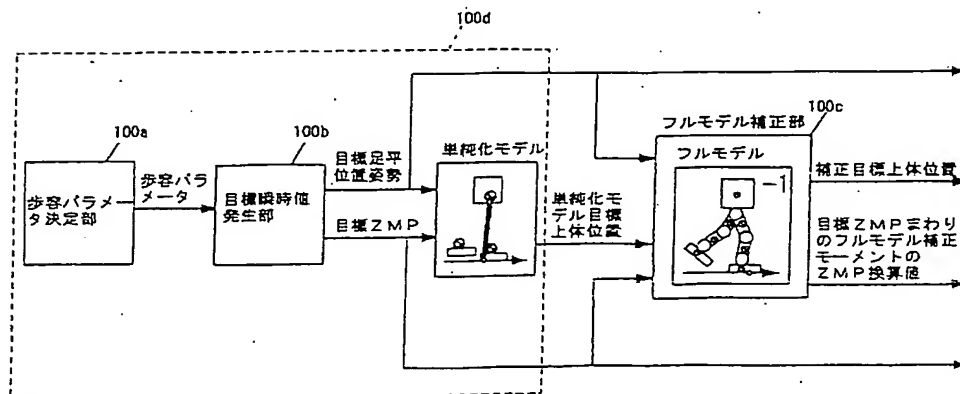 100d
100a
100b
100c
歩容パラメ
ータ決定部
歩容パラ
メータ
目標瞬時値
発生部
目標足平
位置姿勢
目標ZMP
単純化モデル
単純化モ
デル目標
上体位置
フルモデル補正部
フルモデル
-1
補正目標上体位置
目標ZMPまわり
のフルモデル補正
モーメントの
ZMP換算値